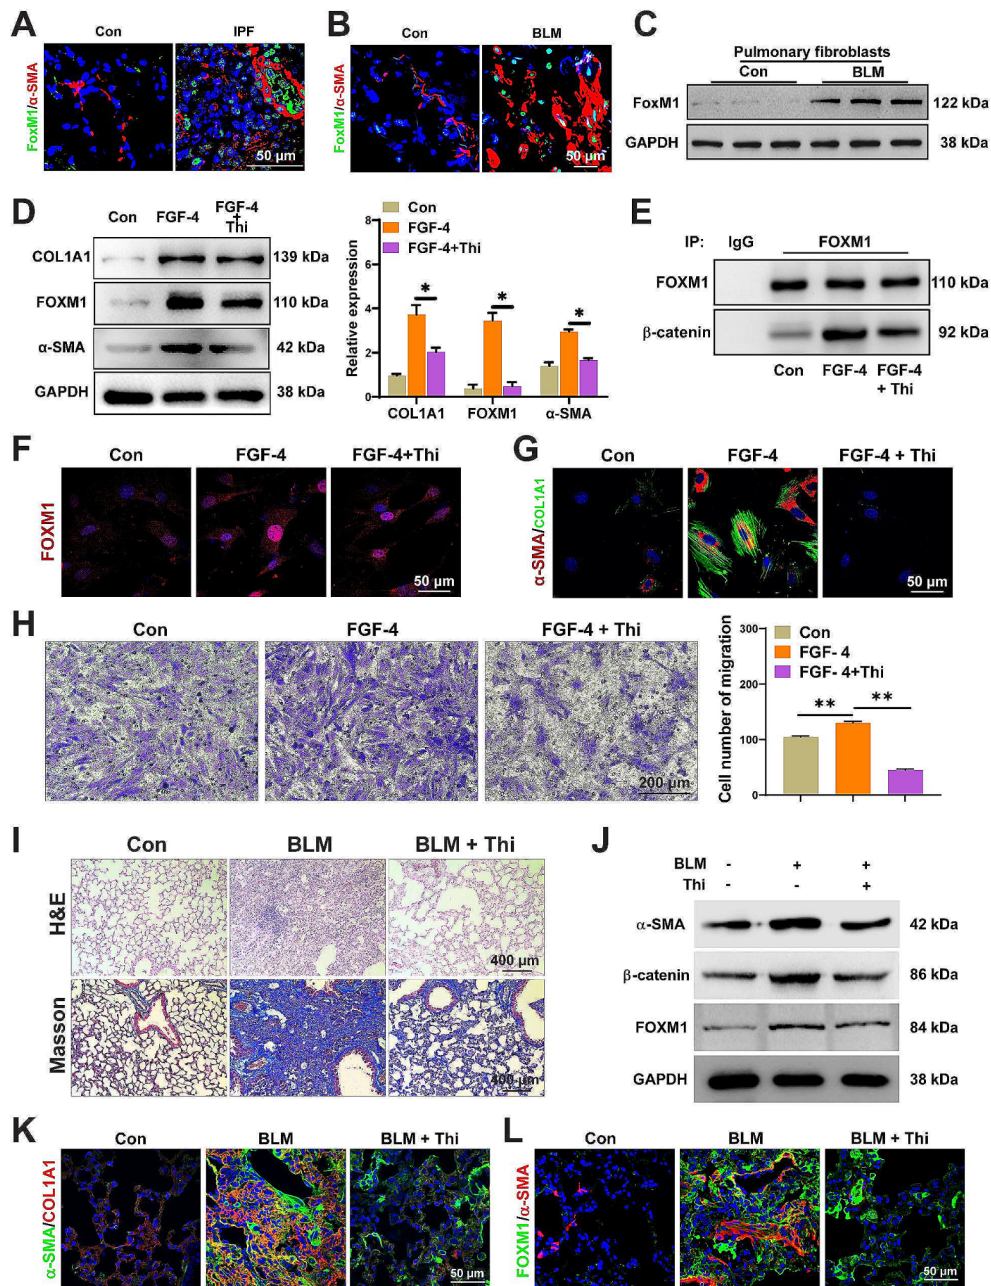 A
Con
IPF
FoxM1/α-SMA
50 μm
B
Con
BLM
FoxM1/α-SMA
50 μm
C
Pulmonary fibroblasts
Con
BLM
FoxM1
122 kDa
GAPDH
38 kDa
D
Con
FGF-4
FGF-4
+
Thi
COL1A1
139 kDa
FOXM1
110 kDa
α-SMA
42 kDa
GAPDH
38 kDa
Relative expression
8
6
4
2
0
Con
FGF-4
FGF-4+Thi
*
*
*
COL1A1
FOXM1
α-SMA
E
IP:
IgG
FOXM1
FOXM1
110 kDa
β-catenin
92 kDa
Con
FGF-4
FGF-4
+ Thi
F
Con
FGF-4
FGF-4+Thi
FOXM1
50 μm
G
Con
FGF-4
FGF-4 + Thi
α-SMA/COL1A1
50 μm
H
Con
FGF-4
FGF-4 + Thi
200 μm
Cell number of migration
300
200
100
0
Con
FGF- 4
FGF- 4+Thi
**
**
I
Con
BLM
BLM + Thi
H&E
400 μm
Masson
400 μm
J
BLM
-
+
+
Thi
-
-
+
α-SMA
42 kDa
β-catenin
86 kDa
FOXM1
84 kDa
GAPDH
38 kDa
K
Con
BLM
BLM + Thi
α-SMA/COL1A1
50 μm
L
Con
BLM
BLM + Thi
FOXM1/α-SMA
50 μm